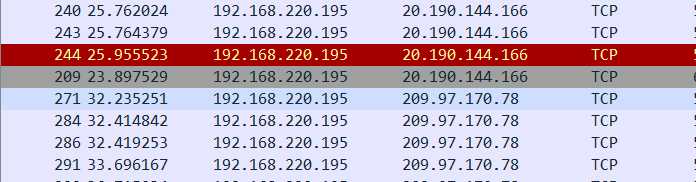 240 25.762024 192.168.220.195 20.190.144.166 TCP
243 25.764379 192.168.220.195 20.190.144.166 TCP
244 25.955523 192.168.220.195 20.190.144.166 TCP
209 23.897529 192.168.220.195 20.190.144.166 TCP
271 32.235251 192.168.220.195 209.97.170.78 TCP
284 32.414842 192.168.220.195 209.97.170.78 TCP
286 32.419253 192.168.220.195 209.97.170.78 TCP
291 33.696167 192.168.220.195 209.97.170.78 TCP